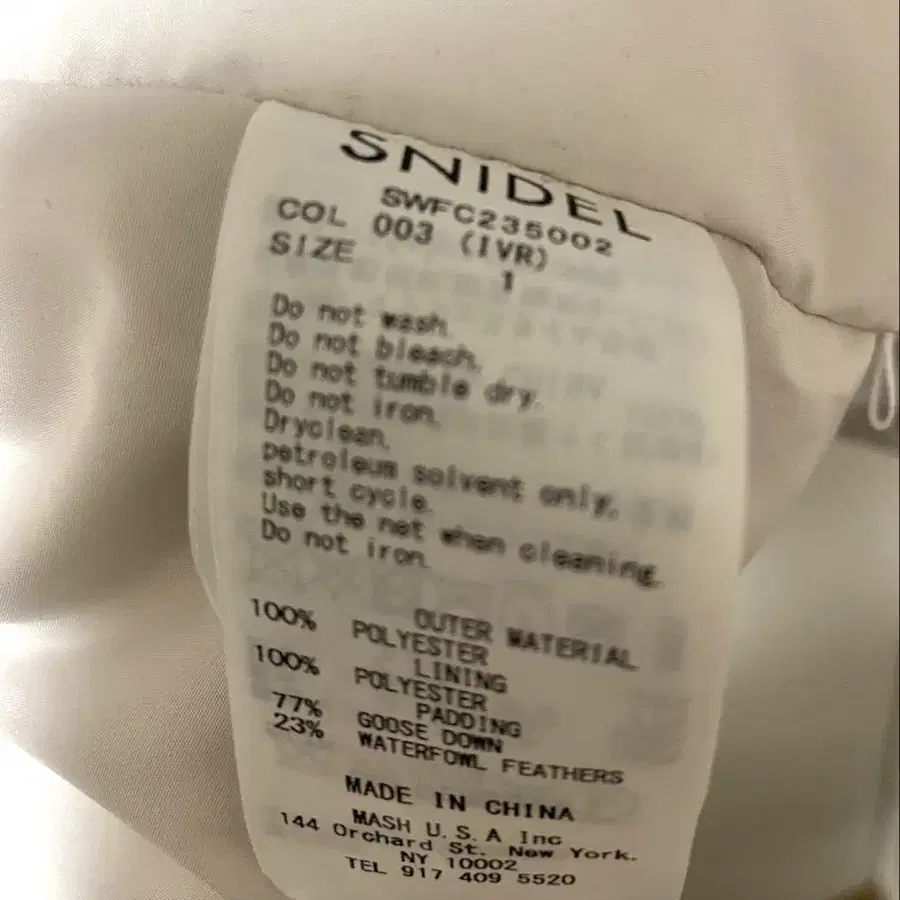 SNIDEL
SWFC235002
COL 003 (IVR)
SIZE 1
Do not wash.
Do not bleach.
Do not tumble dry.
Do not iron.
Dryclean.
petroleum solvent only,
short cycle.
Use the net when cleaning.
Do not iron.
OUTER MATERIAL
100% POLYESTER
LINING
100% POLYESTER
PADDING
77% GOOSE DOWN
23% WATERFOWL FEATHERS
MADE IN CHINA
MASH U.S.A Inc
144 Orchard St. New York.
NY 10002
TEL 917 409 5520